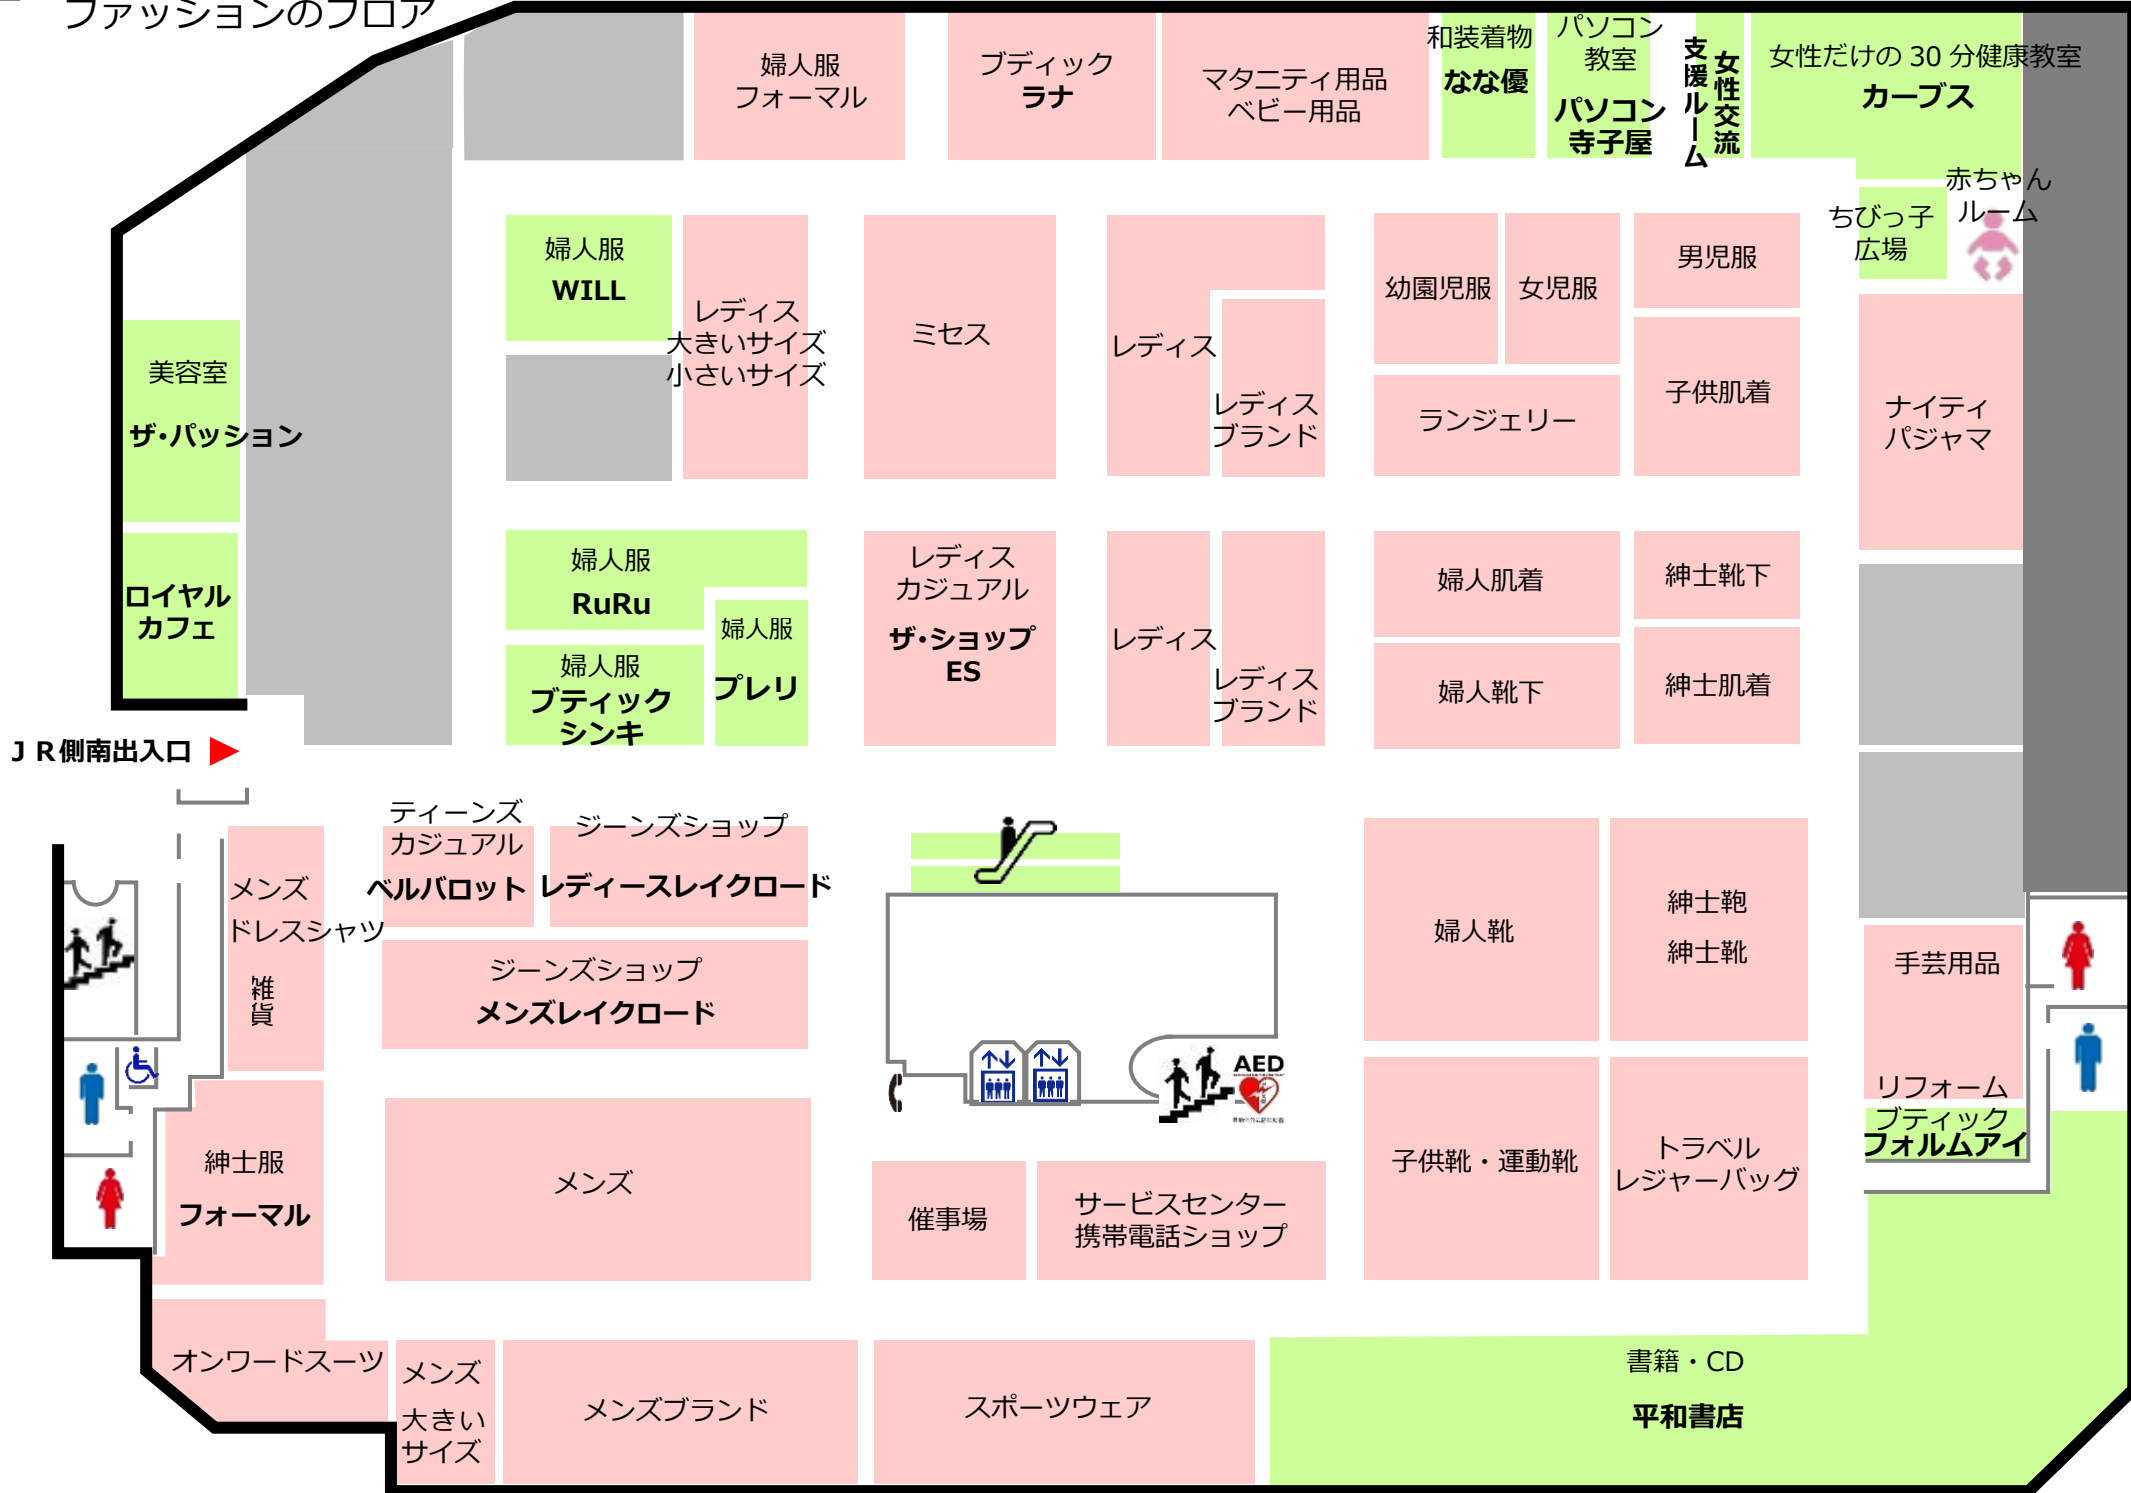 ファッションのフロア
婦人服
フォーマル
ブディック
ラナ
マタニティ用品
ベビー用品
和装着物
なな優
パソコン
教室
パソコン
寺子屋
女性交流
支援ルーム
女性だけの 30 分健康教室
カーブス
赤ちゃん
ルーム
ちびっ子
広場
婦人服
WILL
レディス
大きいサイズ
小さいサイズ
ミセス
レディス
レディス
ブランド
幼園児服
女児服
男児服
子供肌着
ランジェリー
ナイティ
パジャマ
美容室
ザ・パッション
ロイヤル
カフェ
婦人服
RuRu
婦人服
ブティック
シンキ
婦人服
プレリ
レディス
カジュアル
ザ・ショップ
ES
レディス
レディス
ブランド
婦人肌着
婦人靴下
紳士靴下
紳士肌着
ＪＲ側南出入口
メンズ
ドレスシャツ
雑貨
ティーンズ
カジュアル
ベルバロット
ジーンズショップ
レディースレイクロード
ジーンズショップ
メンズレイクロード
メンズ
紳士服
フォーマル
AED
催事場
サービスセンター
携帯電話ショップ
婦人靴
紳士鞄
紳士靴
子供靴・運動靴
トラベル
レジャーバッグ
手芸用品
リフォーム
ブティック
フォルムアイ
オンワードスーツ
メンズ
大きい
サイズ
メンズブランド
スポーツウェア
書籍・CD
平和書店